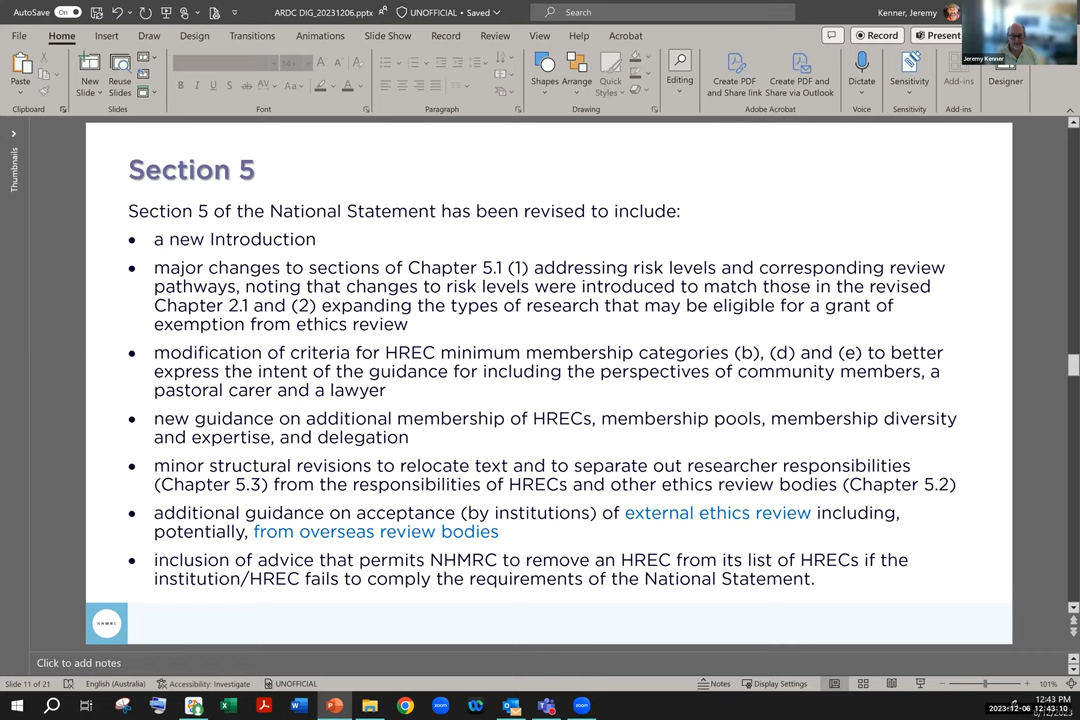 AutoSave
On
ARDC DIG_20231206.pptx
UNOFFICIAL • Saved
Search
Kenner, Jeremy
Jeremy Kenner
File
Home
Insert
Draw
Design
Transitions
Animations
Slide Show
Record
Review
View
Help
Acrobat
Record
Present
Paste
New Slide
Reuse Slides
Shapes
Arrange
Quick Styles
Editing
Create PDF and Share link
Create PDF and Share via Outlook
Dictate
Sensitivity
Add-ins
Designer
Clipboard
Slides
Font
Paragraph
Drawing
Adobe Acrobat
Voice
Sensitivity
Add-ins
Thumbnails
Section 5
Section 5 of the National Statement has been revised to include:
• a new Introduction
• major changes to sections of Chapter 5.1 (1) addressing risk levels and corresponding review
pathways, noting that changes to risk levels were introduced to match those in the revised
Chapter 2.1 and (2) expanding the types of research that may be eligible for a grant of
exemption from ethics review
• modification of criteria for HREC minimum membership categories (b), (d) and (e) to better
express the intent of the guidance for including the perspectives of community members, a
pastoral carer and a lawyer
• new guidance on additional membership of HRECs, membership pools, membership diversity
and expertise, and delegation
• minor structural revisions to relocate text and to separate out researcher responsibilities
(Chapter 5.3) from the responsibilities of HRECs and other ethics review bodies (Chapter 5.2)
• additional guidance on acceptance (by institutions) of external ethics review including,
potentially, from overseas review bodies
• inclusion of advice that permits NHMRC to remove an HREC from its list of HRECs if the
institution/HREC fails to comply the requirements of the National Statement.
NHMRC
Click to add notes
Slide 11 of 21
English (Australia)
Accessibility: Investigate
UNOFFICIAL
Notes
Display Settings
101%
12:43 PM
2023-12-06 12:43:10